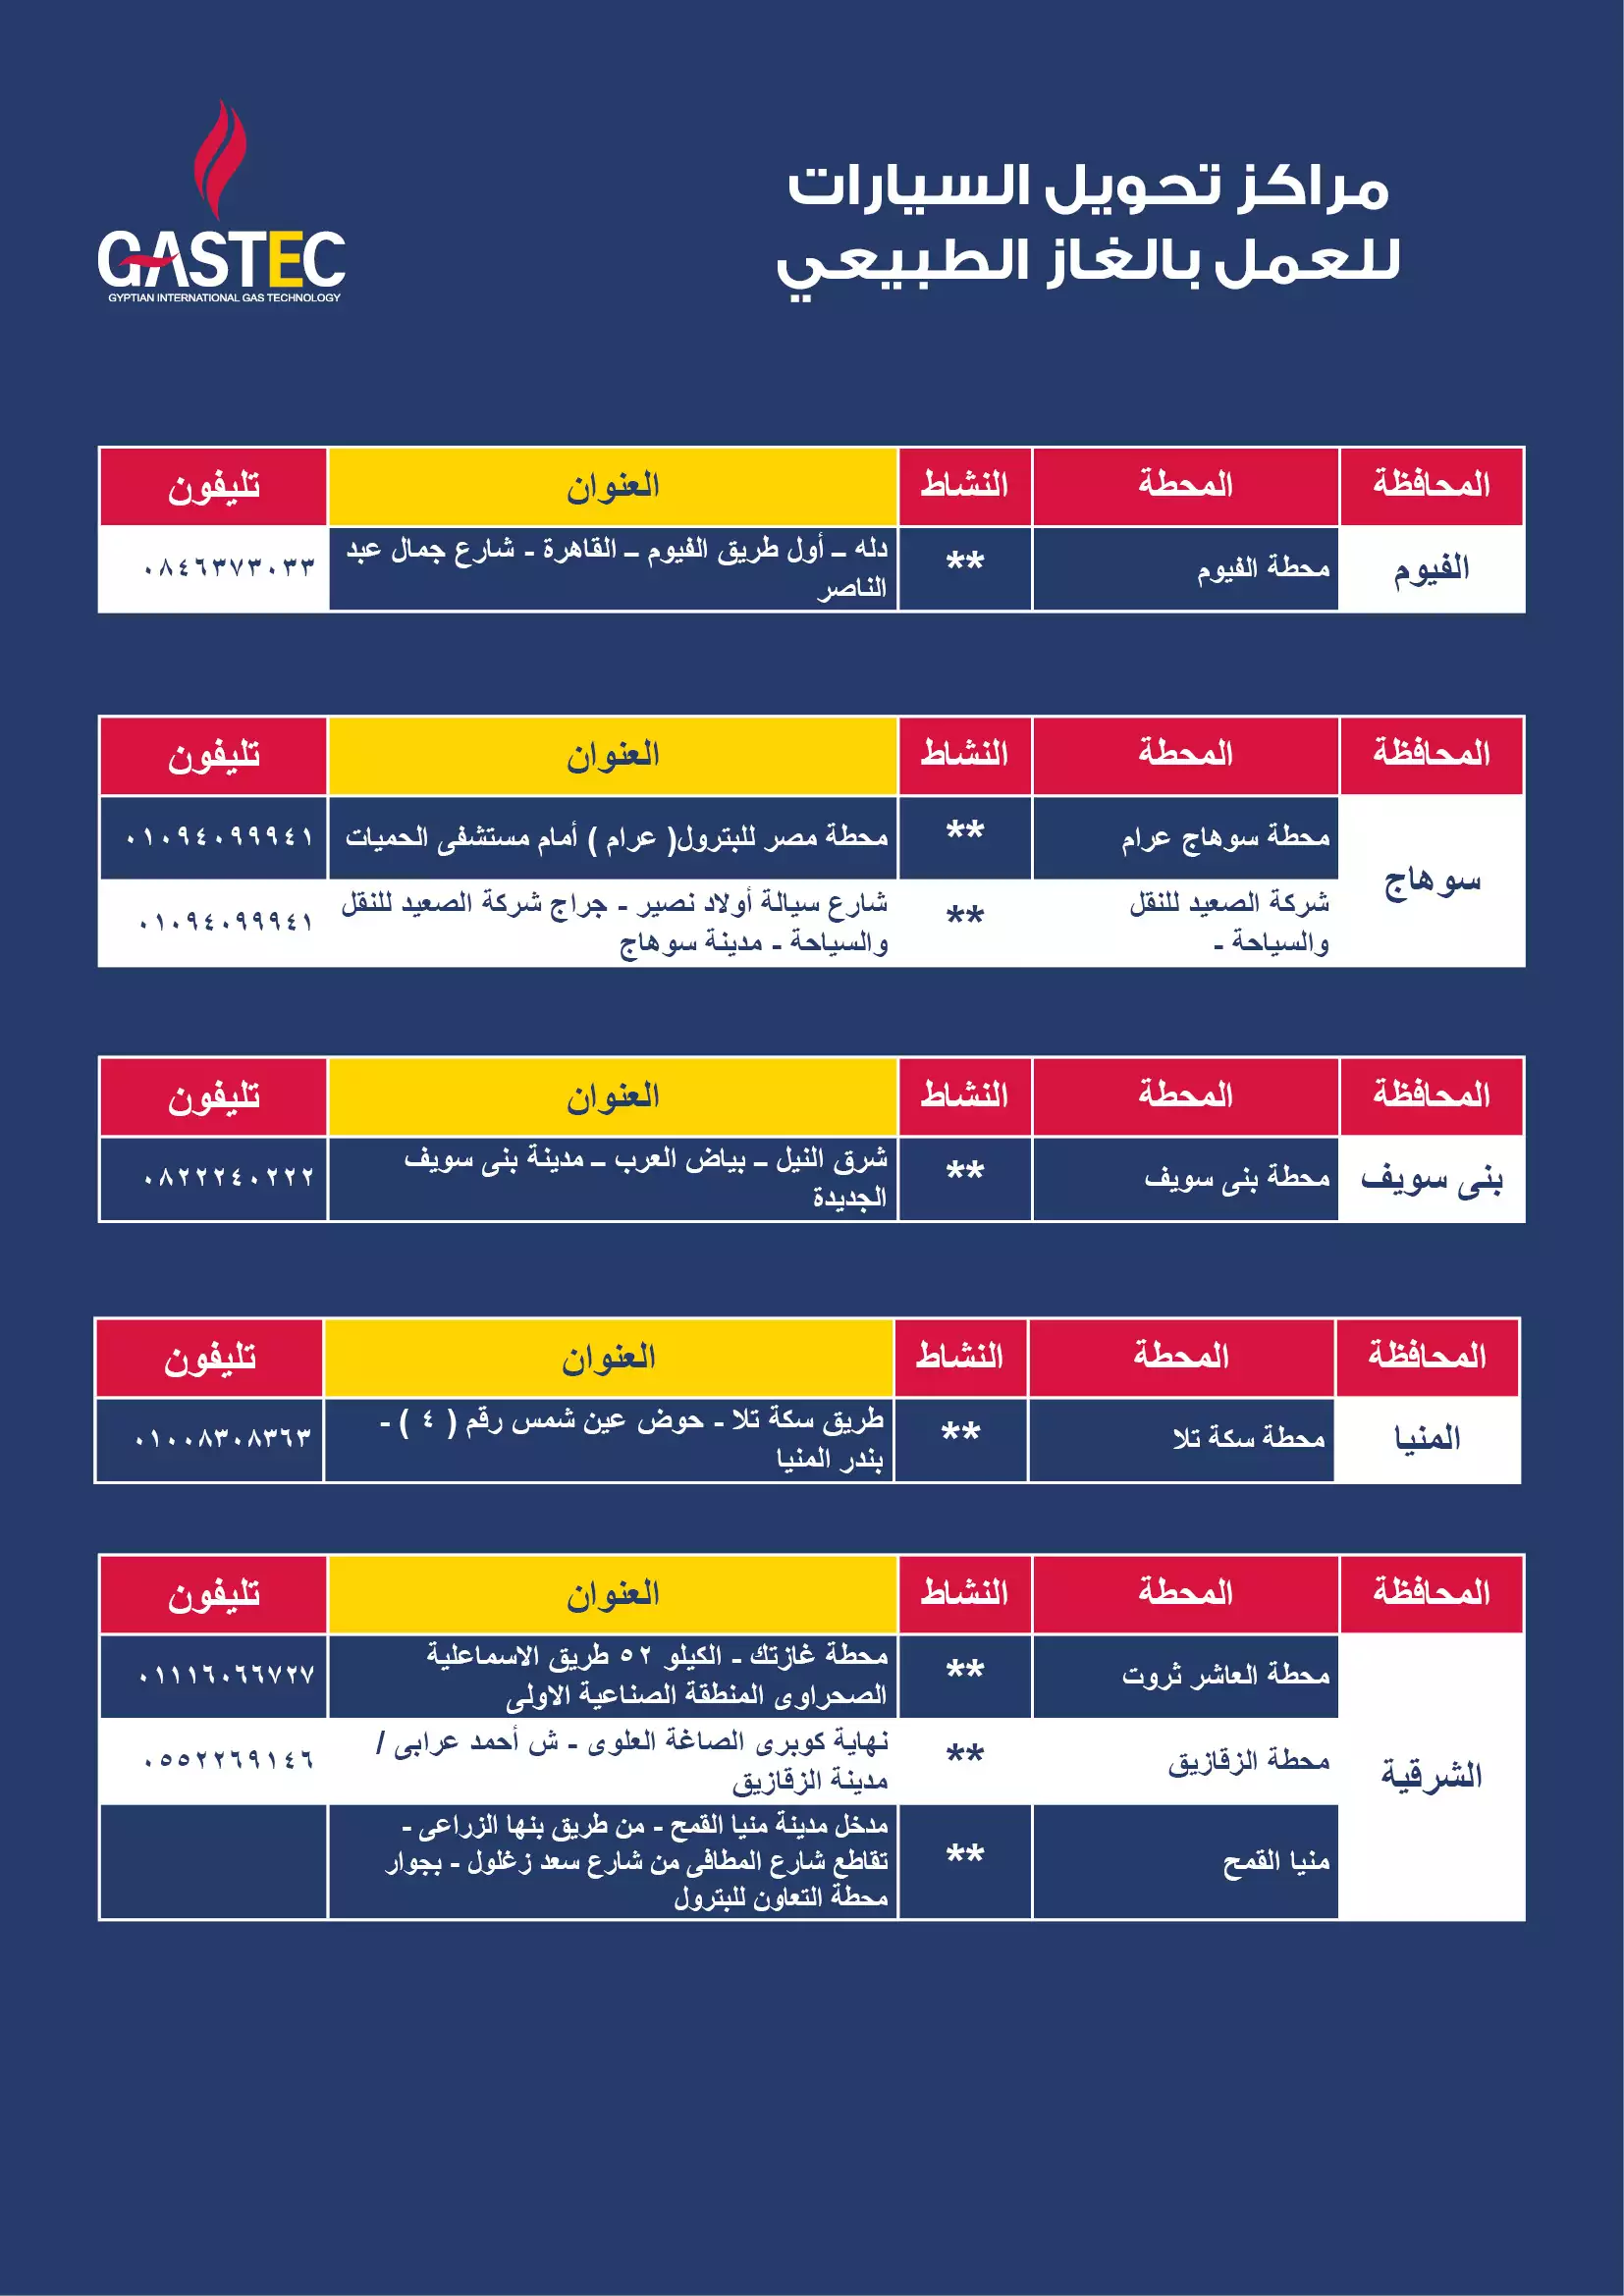 GASTEC
GYPTIAN INTERNATIONAL GAS TECHNOLOGY
مراكز تحويل السيارات
للعمل بالغاز الطبيعي
المحافظة المحطة النشاط العنوان تليفون
الفيوم محطة الفيوم ** دله – أول طريق الفيوم – القاهرة - شارع جمال عبد
الناصر ٠٨٤٦٣٧٣٠٣٣
المحافظة المحطة النشاط العنوان تليفون
سوهاج
محطة سوهاج عرام ** محطة مصر للبترول( عرام ) أمام مستشفى الحميات ٠١٠٩٤٠٩٩٩٤١
شركة الصعيد للنقل
والسياحة - ** شارع سيالة أولاد نصير - جراج شركة الصعيد للنقل
والسياحة - مدينة سوهاج ٠١٠٩٤٠٩٩٩٤١
المحافظة المحطة النشاط العنوان تليفون
بنى سويف محطة بنى سويف ** شرق النيل – بياض العرب – مدينة بنى سويف
الجديدة ٠٨٢٢٢٤٠٢٢٢
المحافظة المحطة النشاط العنوان تليفون
المنيا محطة سكة تلا ** طريق سكة تلا - حوض عين شمس رقم ( ٤ ) -
بندر المنيا ٠١٠٠٨٣٠٨٣٦٣
المحافظة المحطة النشاط العنوان تليفون
الشرقية
محطة العاشر ثروت ** محطة غازتك - الكيلو ٥٢ طريق الاسماعلية
الصحراوى المنطقة الصناعية الاولى ٠١١١٦٠٦٦٧٢٧
محطة الزقازيق ** نهاية كوبرى الصاغة العلوى - ش أحمد عرابى /
مدينة الزقازيق ٠٥٥٢٢٦٩١٤٦
منيا القمح ** مدخل مدينة منيا القمح - من طريق بنها الزراعى -
تقاطع شارع المطافى من شارع سعد زغلول - بجوار
محطة التعاون للبترول